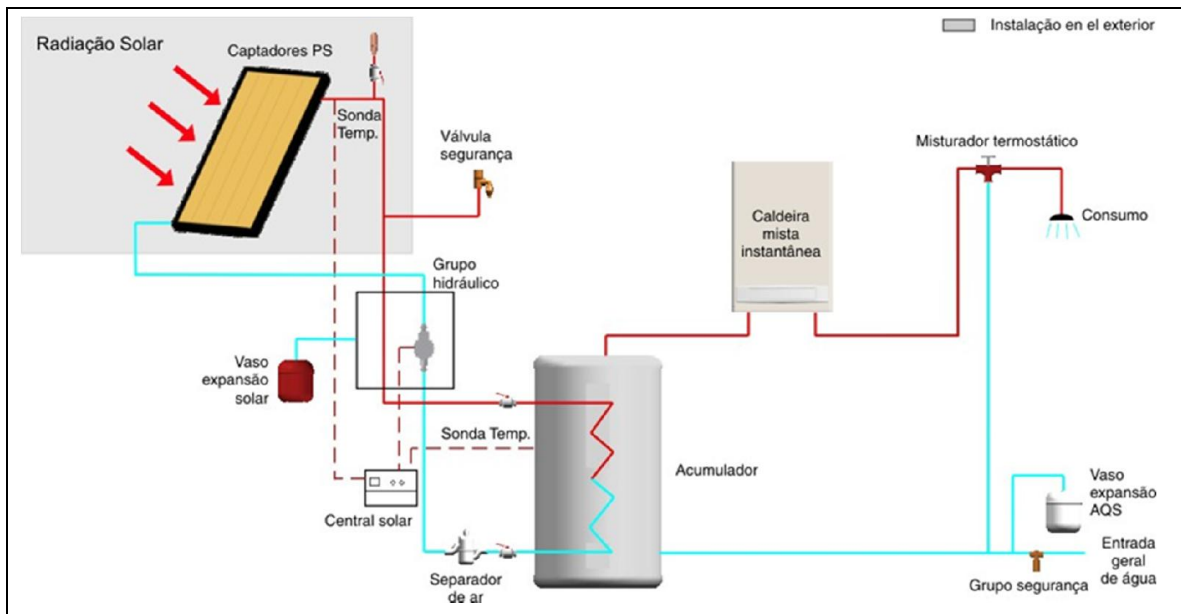 Instalação en el exterior
Radiação Solar
Captadores PS
Sonda
Temp.
Válvula
segurança
Misturador termostático
Caldeira
mista
instantânea
Consumo
Grupo
hidráulico
Vaso
expansão
solar
Sonda Temp.
Acumulador
Central solar
Vaso
expansão
AQS
Separador
de ar
Grupo segurança
Entrada
geral
de água